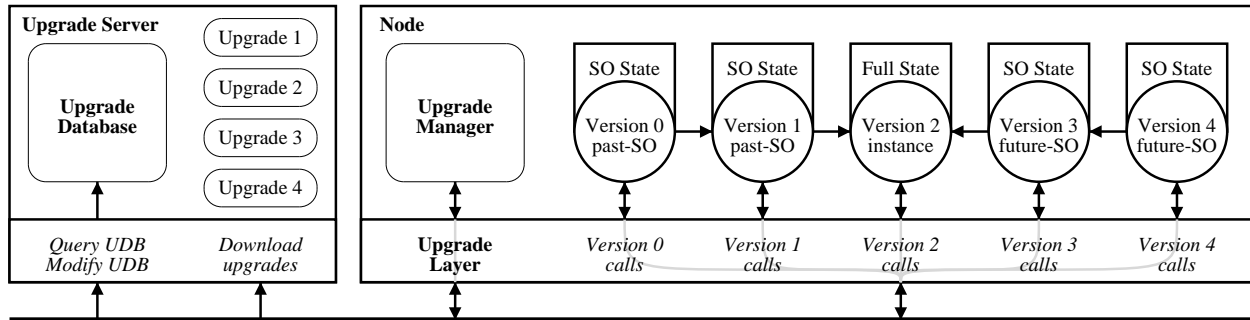 Upgrade Server
Upgrade
Database
Upgrade 1
Upgrade 2
Upgrade 3
Upgrade 4
Query UDB
Modify UDB
Download
upgrades
Node
Upgrade
Manager
SO State
Version 0
past-SO
SO State
Version 1
past-SO
Full State
Version 2
instance
SO State
Version 3
future-SO
SO State
Version 4
future-SO
Upgrade
Layer
Version 0
calls
Version 1
calls
Version 2
calls
Version 3
calls
Version 4
calls